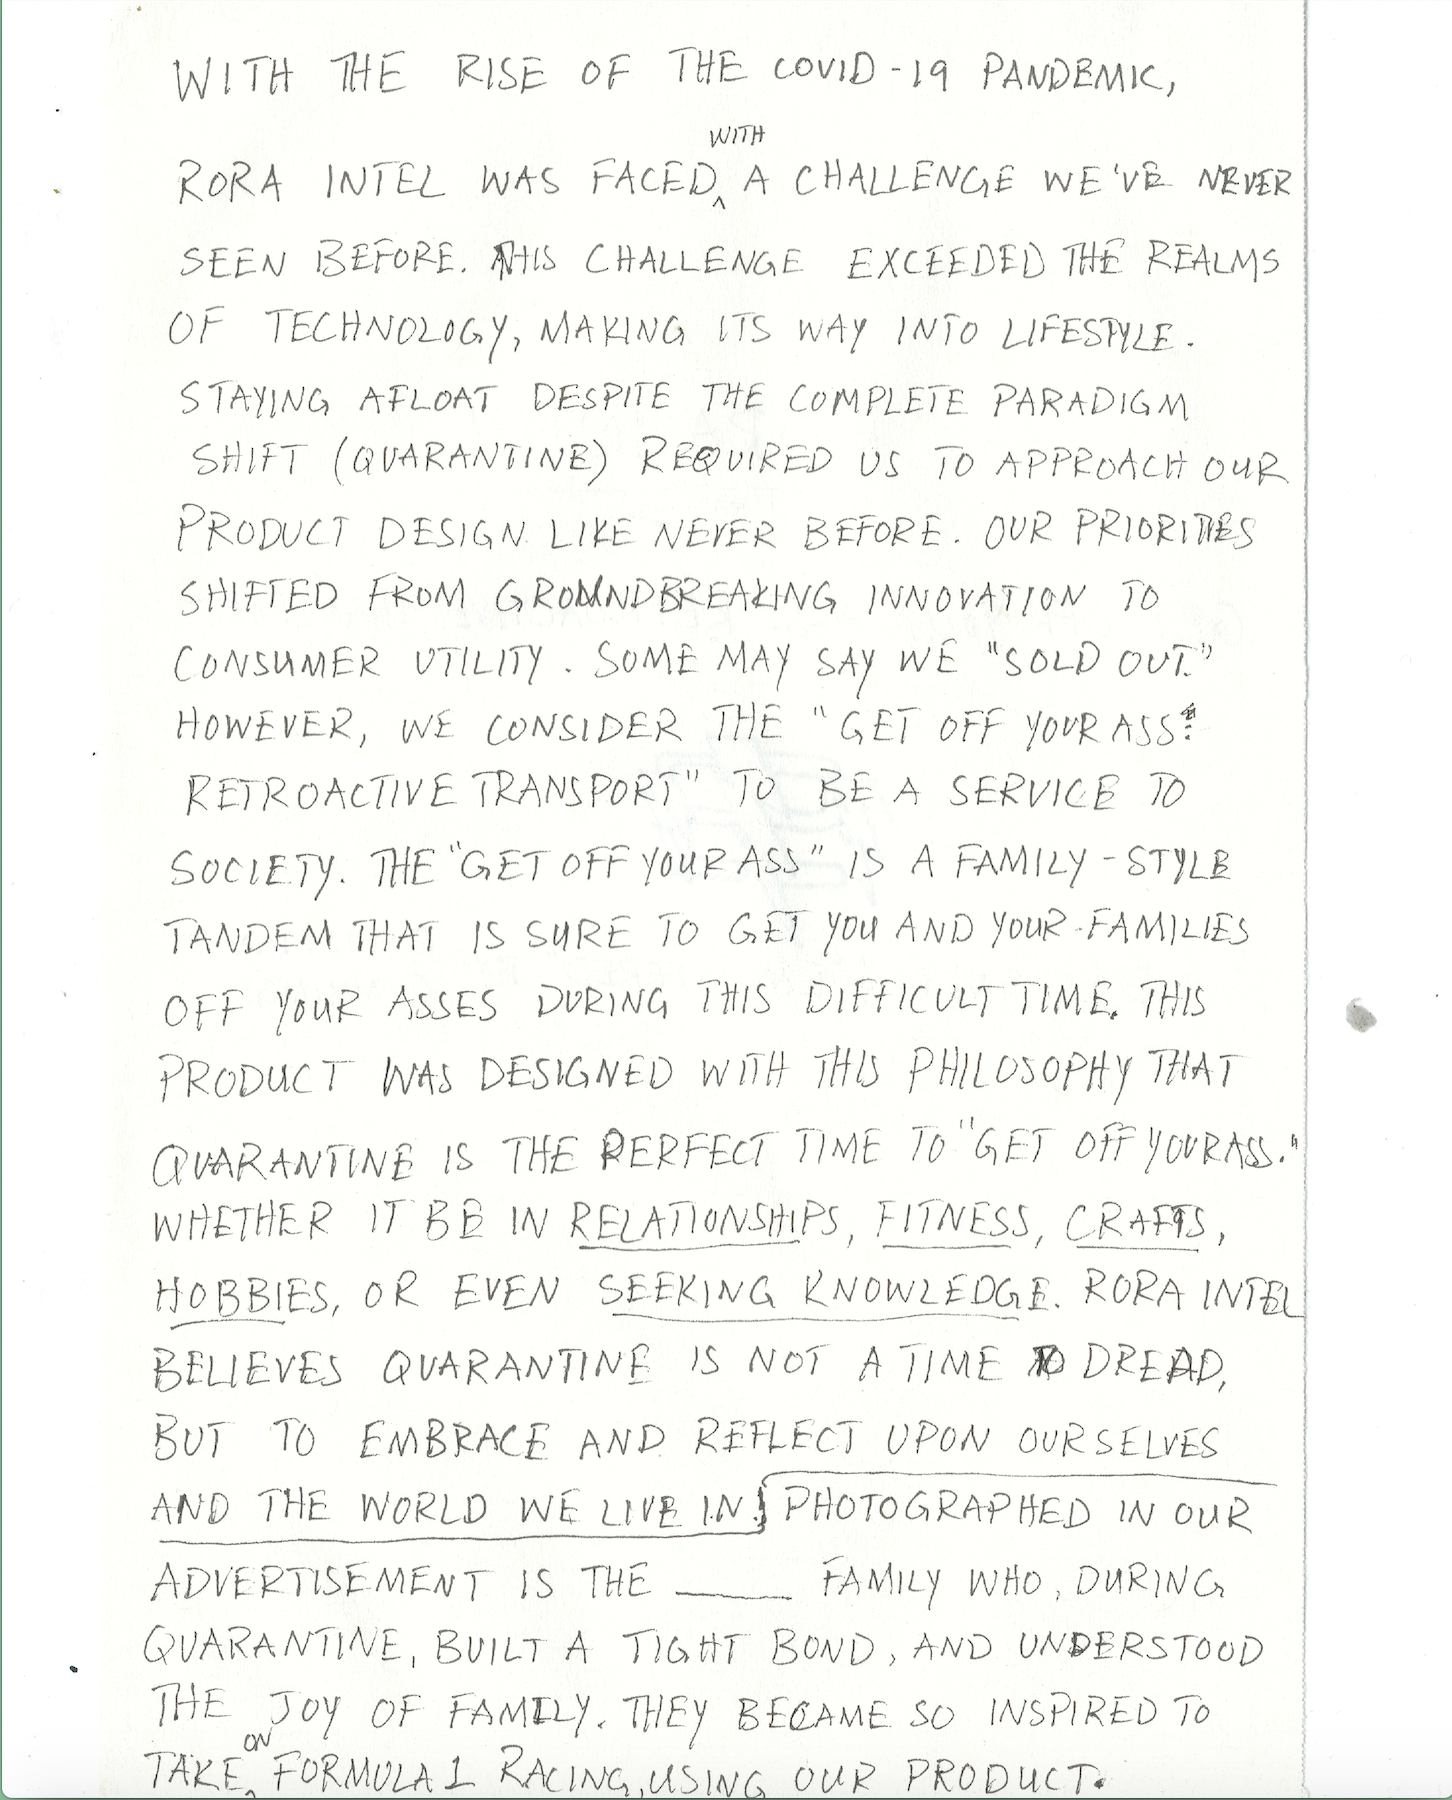 WITH THE RISE OF THE COVID-19 PANDEMIC,
RORA INTEL WAS FACED WITH A CHALLENGE WE'VE NEVER
SEEN BEFORE. THIS CHALLENGE EXCEEDED THE REALMS
OF TECHNOLOGY, MAKING ITS WAY INTO LIFESTYLE.
STAYING AFLOAT DESPITE THE COMPLETE PARADIGM
SHIFT (QUARANTINE) REQUIRED US TO APPROACH OUR
PRODUCT DESIGN LIKE NEVER BEFORE. OUR PRIORITIES
SHIFTED FROM GROUNDBREAKING INNOVATION TO
CONSUMER UTILITY. SOME MAY SAY WE "SOLD OUT."
HOWEVER, WE CONSIDER THE "GET OFF YOUR ASS:
RETROACTIVE TRANSPORT" TO BE A SERVICE TO
SOCIETY. THE "GET OFF YOUR ASS" IS A FAMILY-STYLE
TANDEM THAT IS SURE TO GET YOU AND YOUR FAMILIES
OFF YOUR ASSES DURING THIS DIFFICULT TIME. THIS
PRODUCT WAS DESIGNED WITH THIS PHILOSOPHY THAT
QUARANTINE IS THE PERFECT TIME TO "GET OFF YOUR ASS."
WHETHER IT BE IN RELATIONSHIPS, FITNESS, CRAFTS,
HOBBIES, OR EVEN SEEKING KNOWLEDGE. RORA INTEL
BELIEVES QUARANTINE IS NOT A TIME TO DREAD,
BUT TO EMBRACE AND REFLECT UPON OURSELVES
AND THE WORLD WE LIVE IN. PHOTOGRAPHED IN OUR
ADVERTISEMENT IS THE ____ FAMILY WHO, DURING
QUARANTINE, BUILT A TIGHT BOND, AND UNDERSTOOD
THE JOY OF FAMILY. THEY BECAME SO INSPIRED TO
TAKE ON FORMULA 1 RACING, USING OUR PRODUCT.